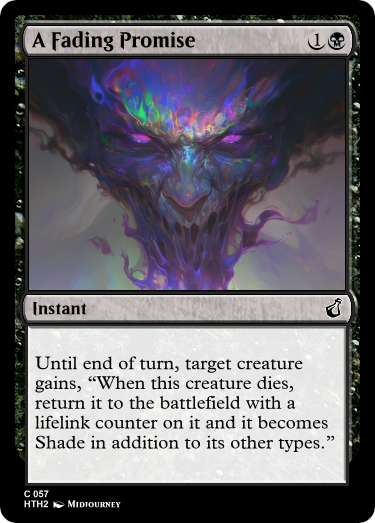 A Fading Promise 1
Instant
Until end of turn, target creature
gains, “When this creature dies,
return it to the battlefield with a
lifelink counter on it and it becomes
Shade in addition to its other types.”
C 057
HTH2 Midjourney